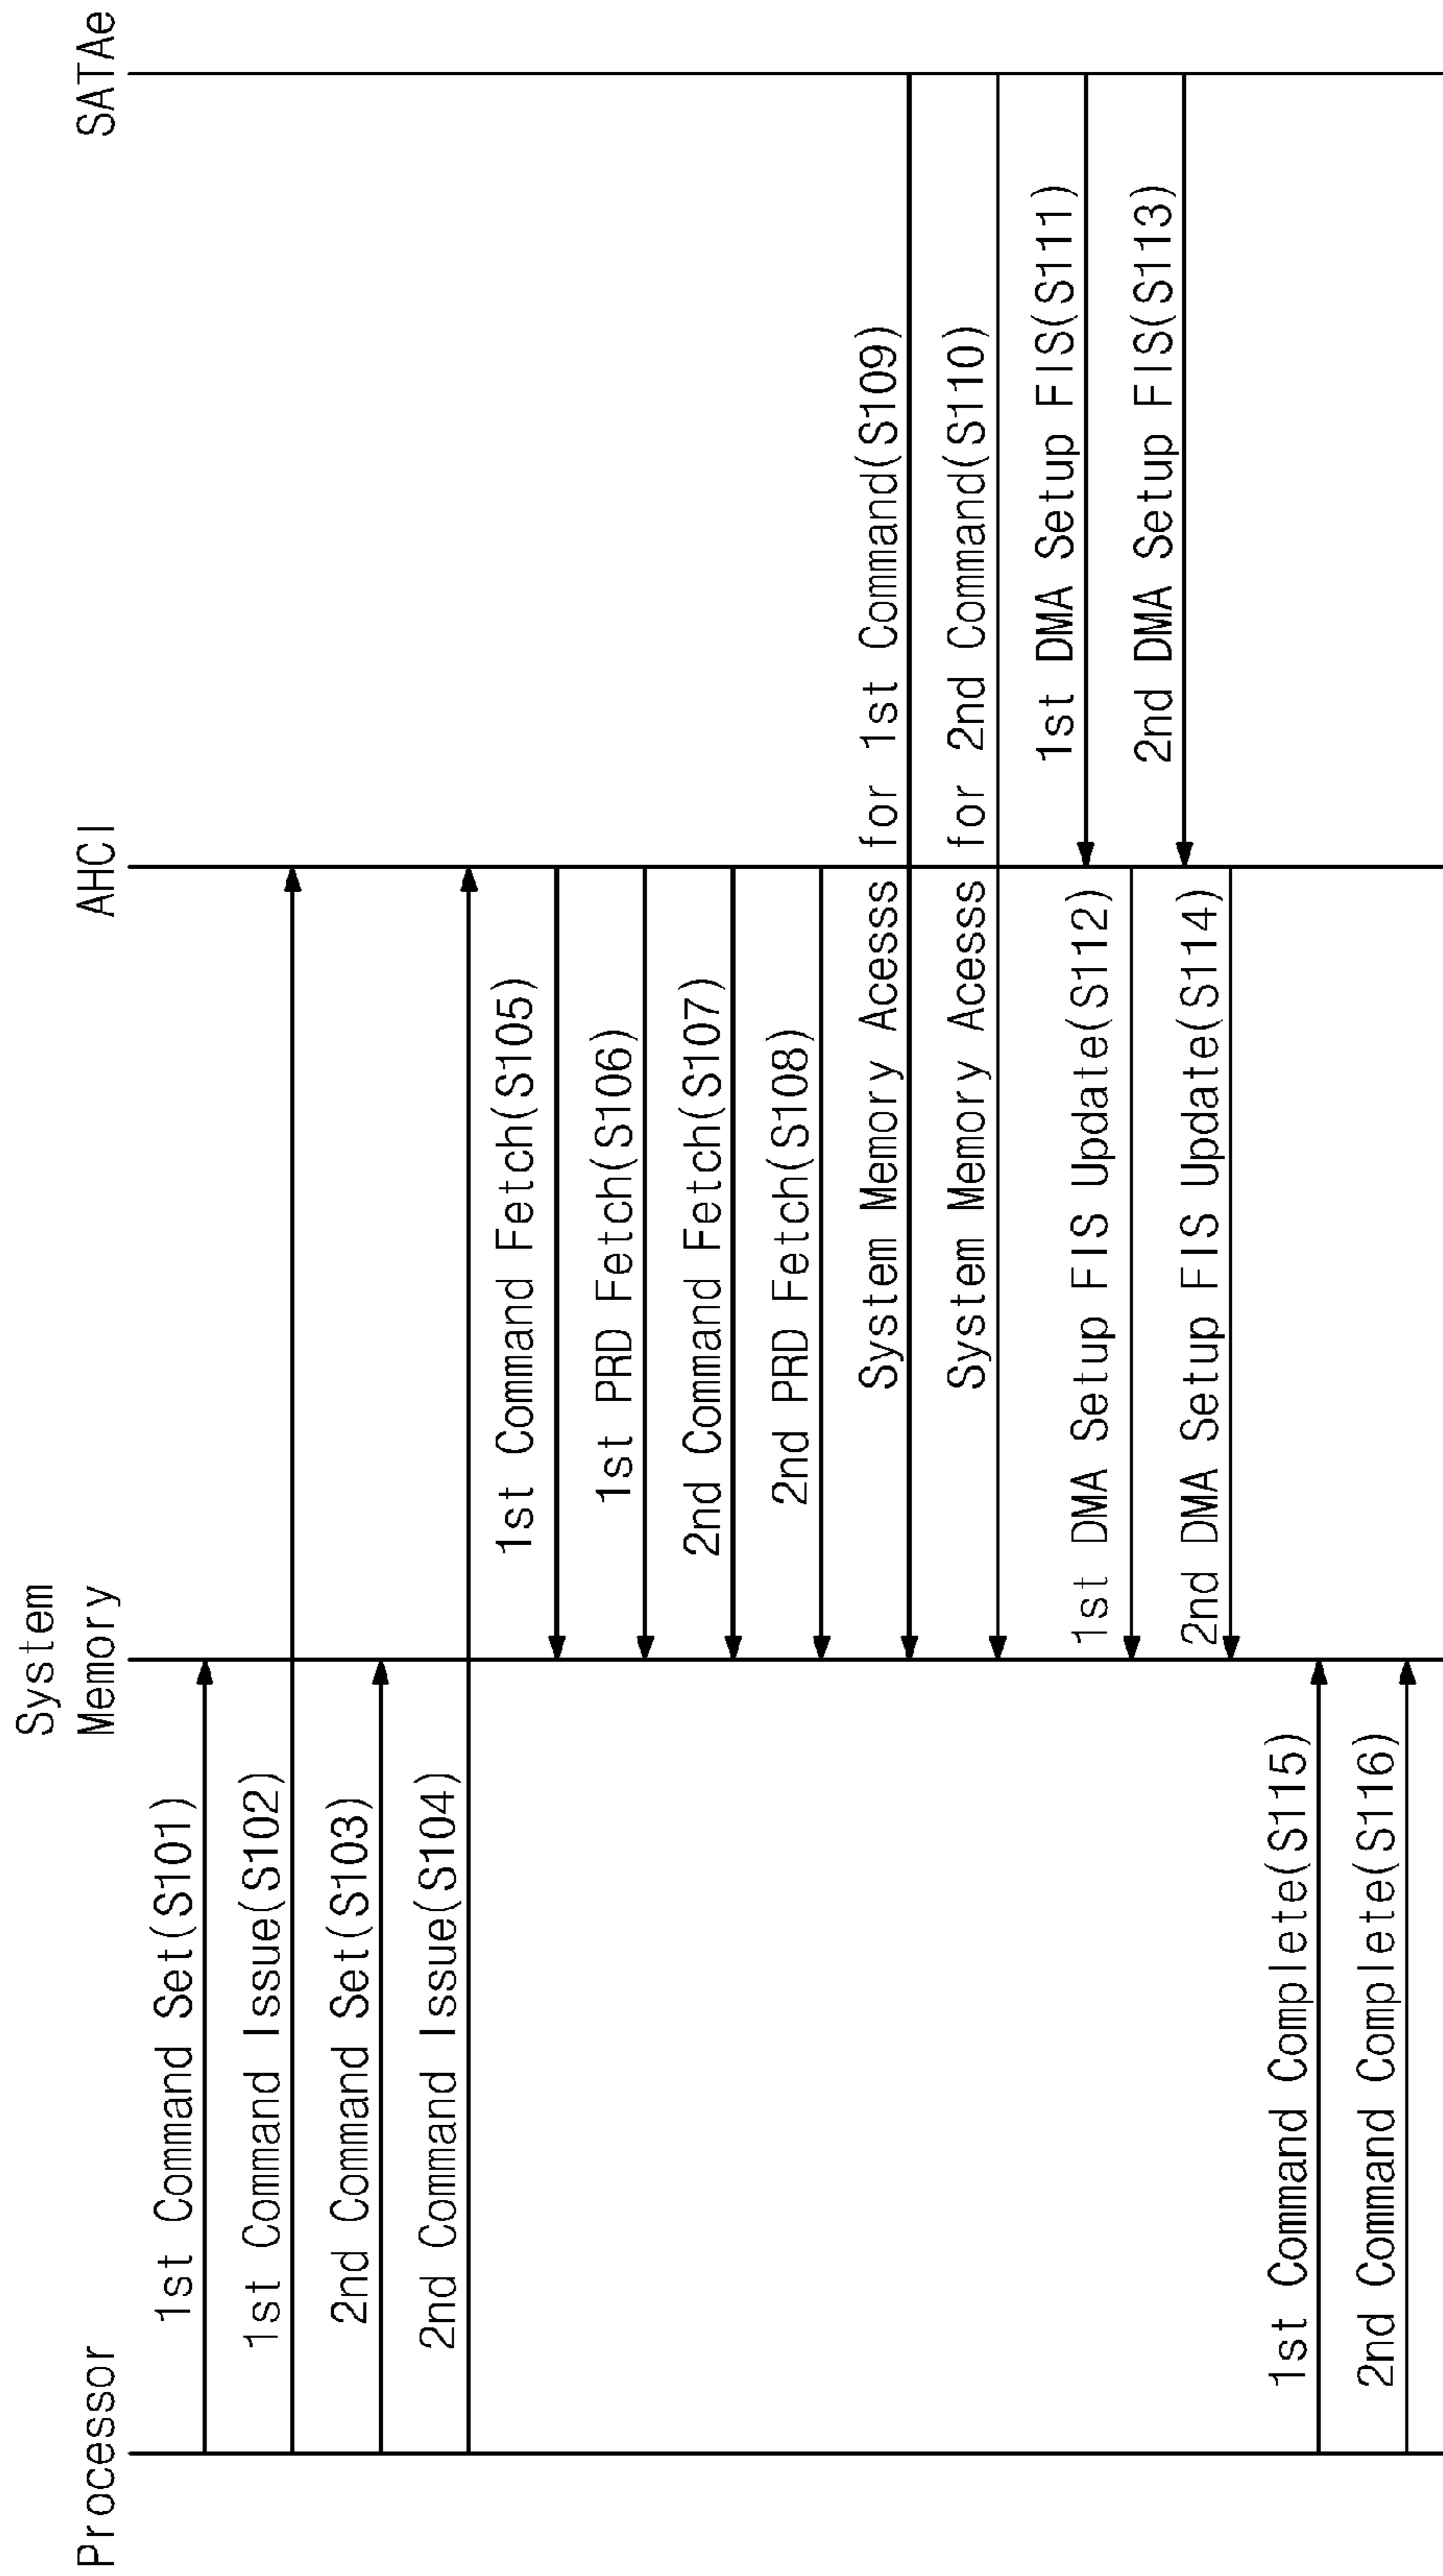 Processor
System
Memory
AHCI
SATAe
1st Command Set(S101)
1st Command Issue(S102)
2nd Command Set(S103)
2nd Command Issue(S104)
1st Command Fetch(S105)
1st PRD Fetch(S106)
2nd Command Fetch(S107)
2nd PRD Fetch(S108)
System Memory Acesss for 1st Command(S109)
System Memory Acesss for 2nd Command(S110)
1st DMA Setup FIS(S111)
1st DMA Setup FIS Update(S112)
2nd DMA Setup FIS(S113)
2nd DMA Setup FIS Update(S114)
1st Command Complete(S115)
2nd Command Complete(S116)